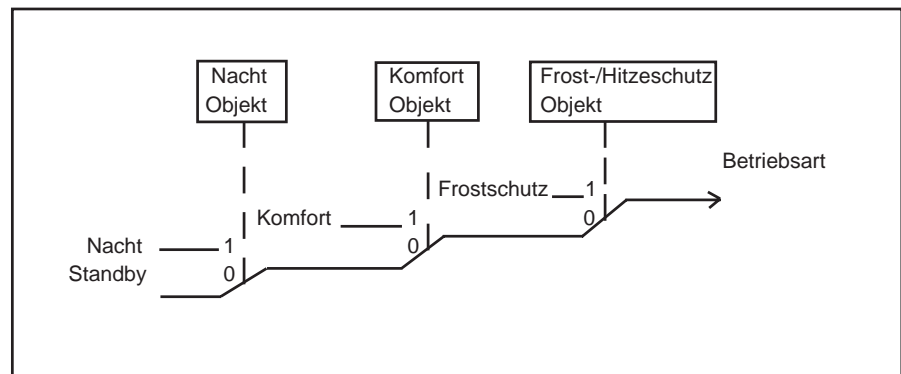 Nacht
Objekt
Komfort
Objekt
Frost-/Hitzeschutz
Objekt
Betriebsart
Frostschutz 1
0
Komfort 1
0
Nacht 1
Standby 0